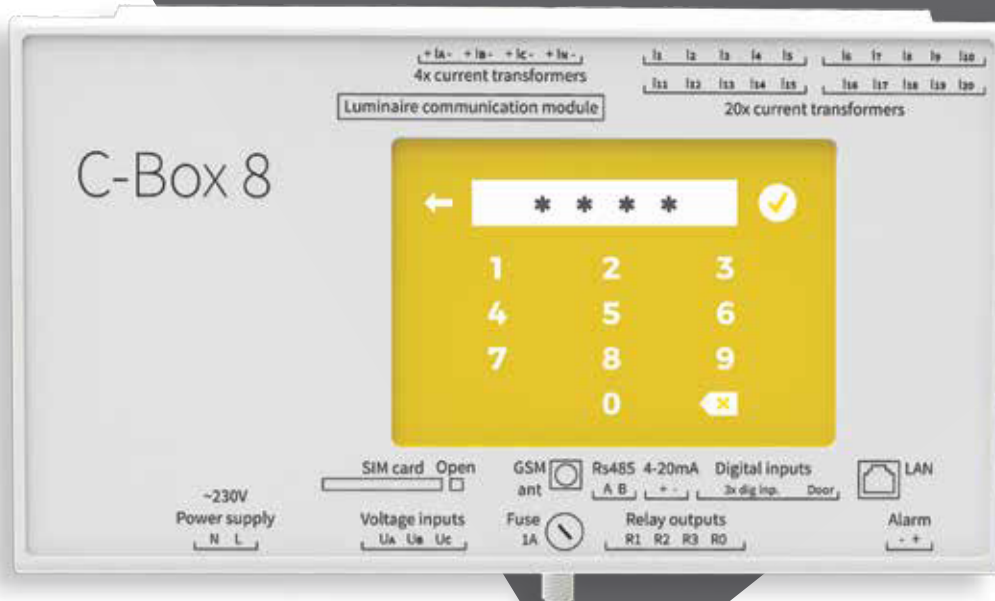 + IA - + IB - + IC - + IN -
4x current transformers
Luminaire communication module
I1 I2 I3 I4 I5 I6 I7 I8 I9 I10
I11 I12 I13 I14 I15 I16 I17 I18 I19 I20
20x current transformers
C-Box 8
* * * *
1 2 3
4 5 6
7 8 9
0
SIM card Open
GSM ant
Rs485
A B
4-20mA
+ -
Digital inputs
3x dig inp. Door
LAN
~230V
Power supply
N L
Voltage inputs
UA UB UC
Fuse
1A
Relay outputs
R1 R2 R3 R0
Alarm
- +